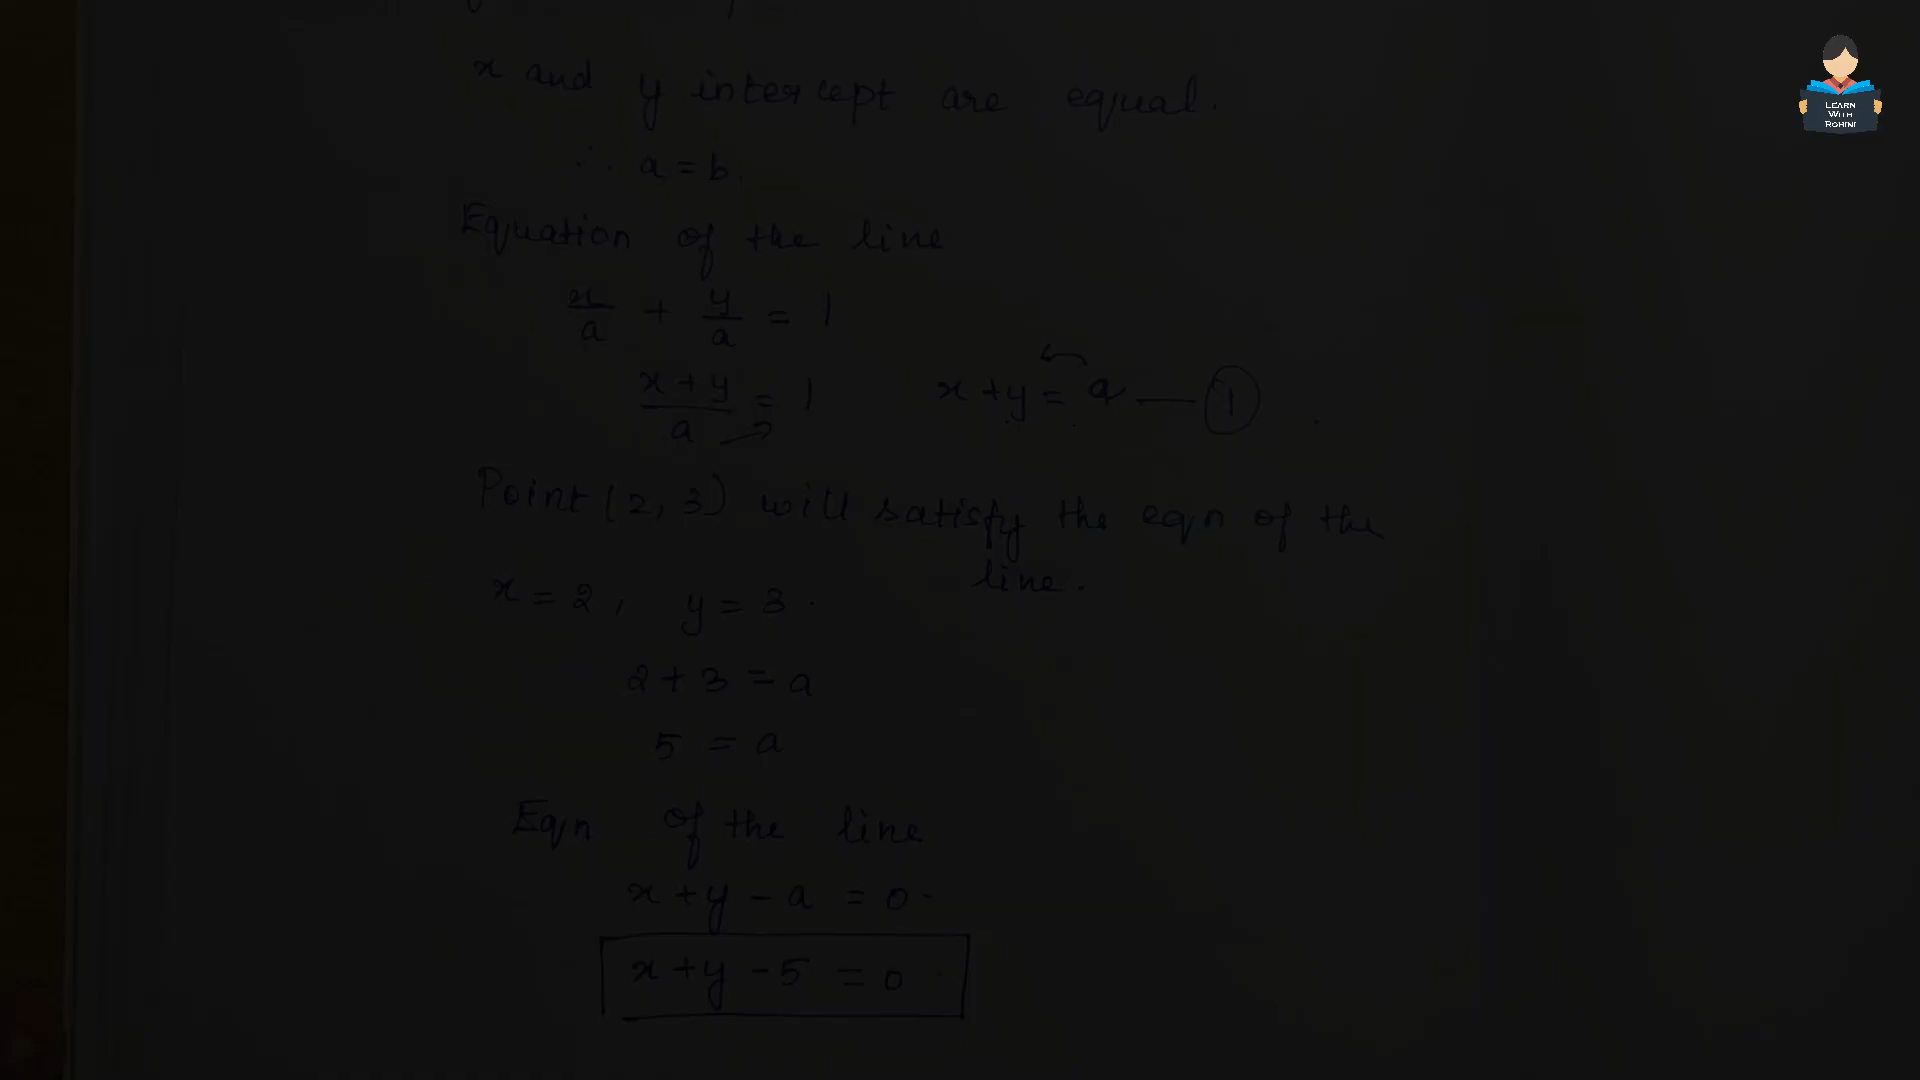 x and y intercept are equal.
∴ a = b.
Equation of the line
x/a + y/a = 1
(x+y)/a = 1 x + y = a — ①
Point (2, 3) will satisfy the eqn of the
line.
x = 2, y = 3.
2 + 3 = a
5 = a
Eqn of the line
x + y - a = 0.
x + y - 5 = 0
LEARN
WITH
ROHINI